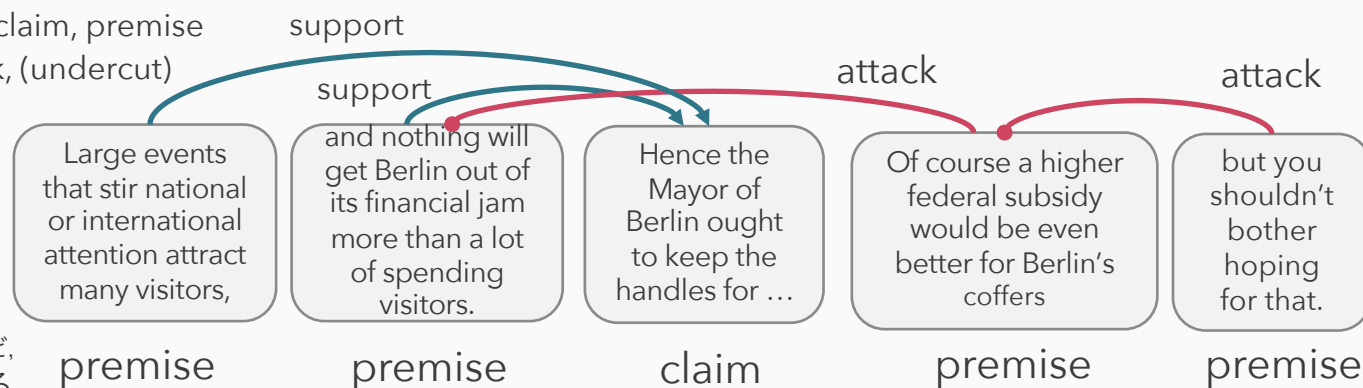 claim, premise
support
k, (undercut)
support
attack
attack
Large events
that stir national
or international
attention attract
many visitors,
and nothing will
get Berlin out of
its financial jam
more than a lot
of spending
visitors.
Hence the
Mayor of
Berlin ought
to keep the
handles for …
Of course a higher
federal subsidy
would be even
better for Berlin's
coffers
but you
shouldn't
bother
hoping
for that.
premise
premise
claim
premise
premise